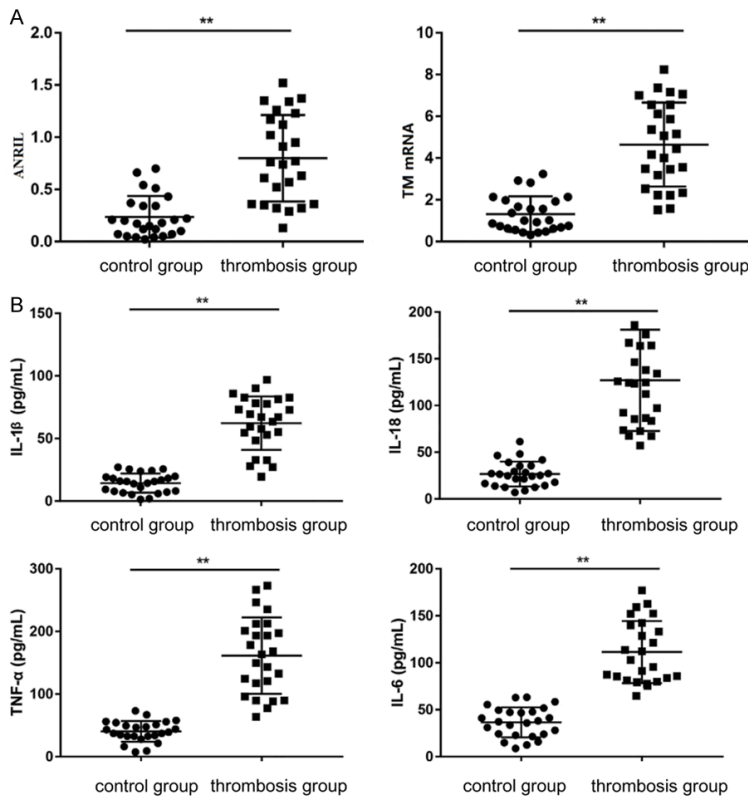 A
**
2.0
1.5
1.0
0.5
0.0
ANRIL
control group
thrombosis group
**
10
8
6
4
2
0
TM mRNA
control group
thrombosis group
B
**
150
100
50
0
IL-1β (pg/mL)
control group
thrombosis group
**
200
150
100
50
0
IL-18 (pg/mL)
control group
thrombosis group
**
300
200
100
0
TNF-α (pg/mL)
control group
thrombosis group
**
200
150
100
50
0
IL-6 (pg/mL)
control group
thrombosis group